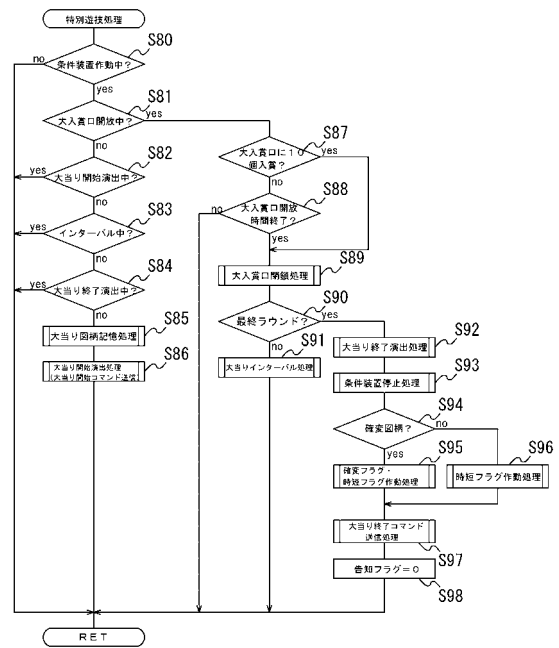 特別遊技処理
S80
条件装置作動中？
no
yes
S81
大入賞口開放中？
yes
no
S82
大当り開始演出中？
yes
no
S83
インターバル中？
yes
no
S84
大当り終了演出中？
yes
no
S85
大当り図柄記憶処理
S86
大当り開始演出処理
(大当り開始コマンド送信)
S87
大入賞口に10
個入賞？
yes
no
S88
大入賞口開放
時間終了？
no
yes
S89
大入賞口閉鎖処理
S90
最終ラウンド？
yes
no
S91
大当りインターバル処理
S92
大当り終了演出処理
S93
条件装置停止処理
S94
確変図柄？
no
yes
S95
確変フラグ・
時短フラグ作動処理
S96
時短フラグ作動処理
大当り終了コマンド
送信処理
S97
告知フラグ＝０
S98
ＲＥＴ